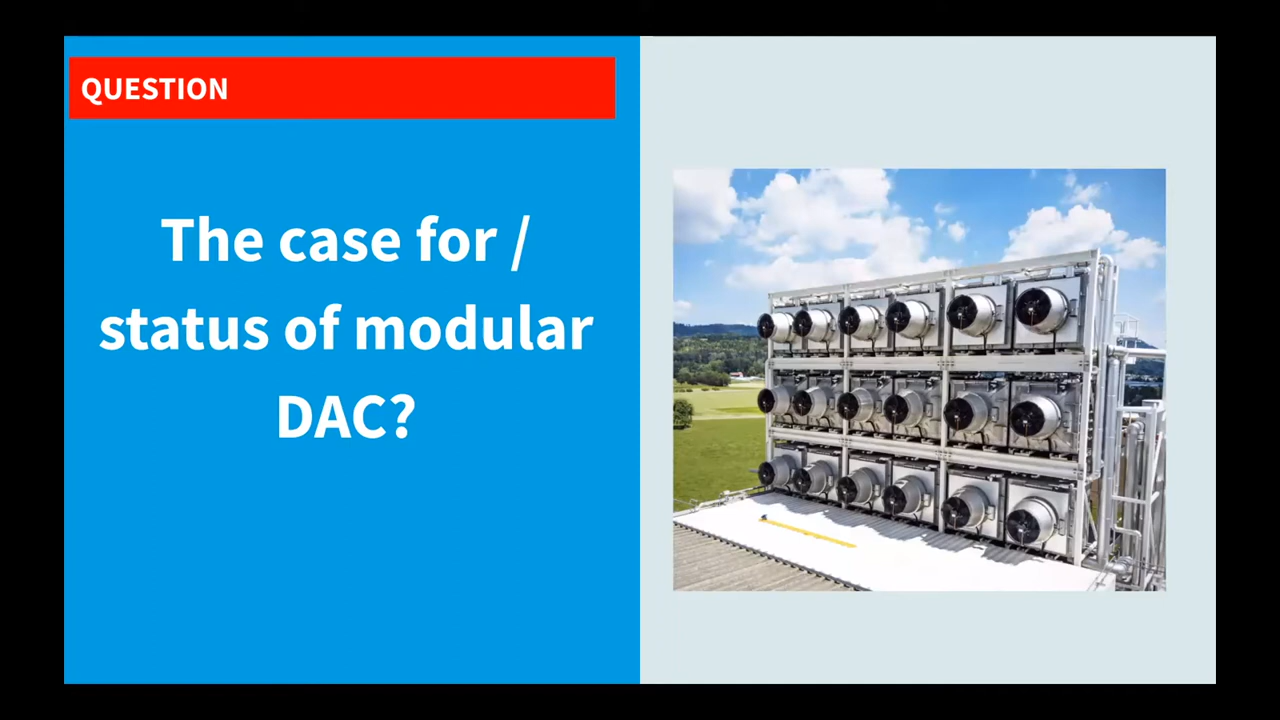 QUESTION
The case for /
status of modular
DAC?